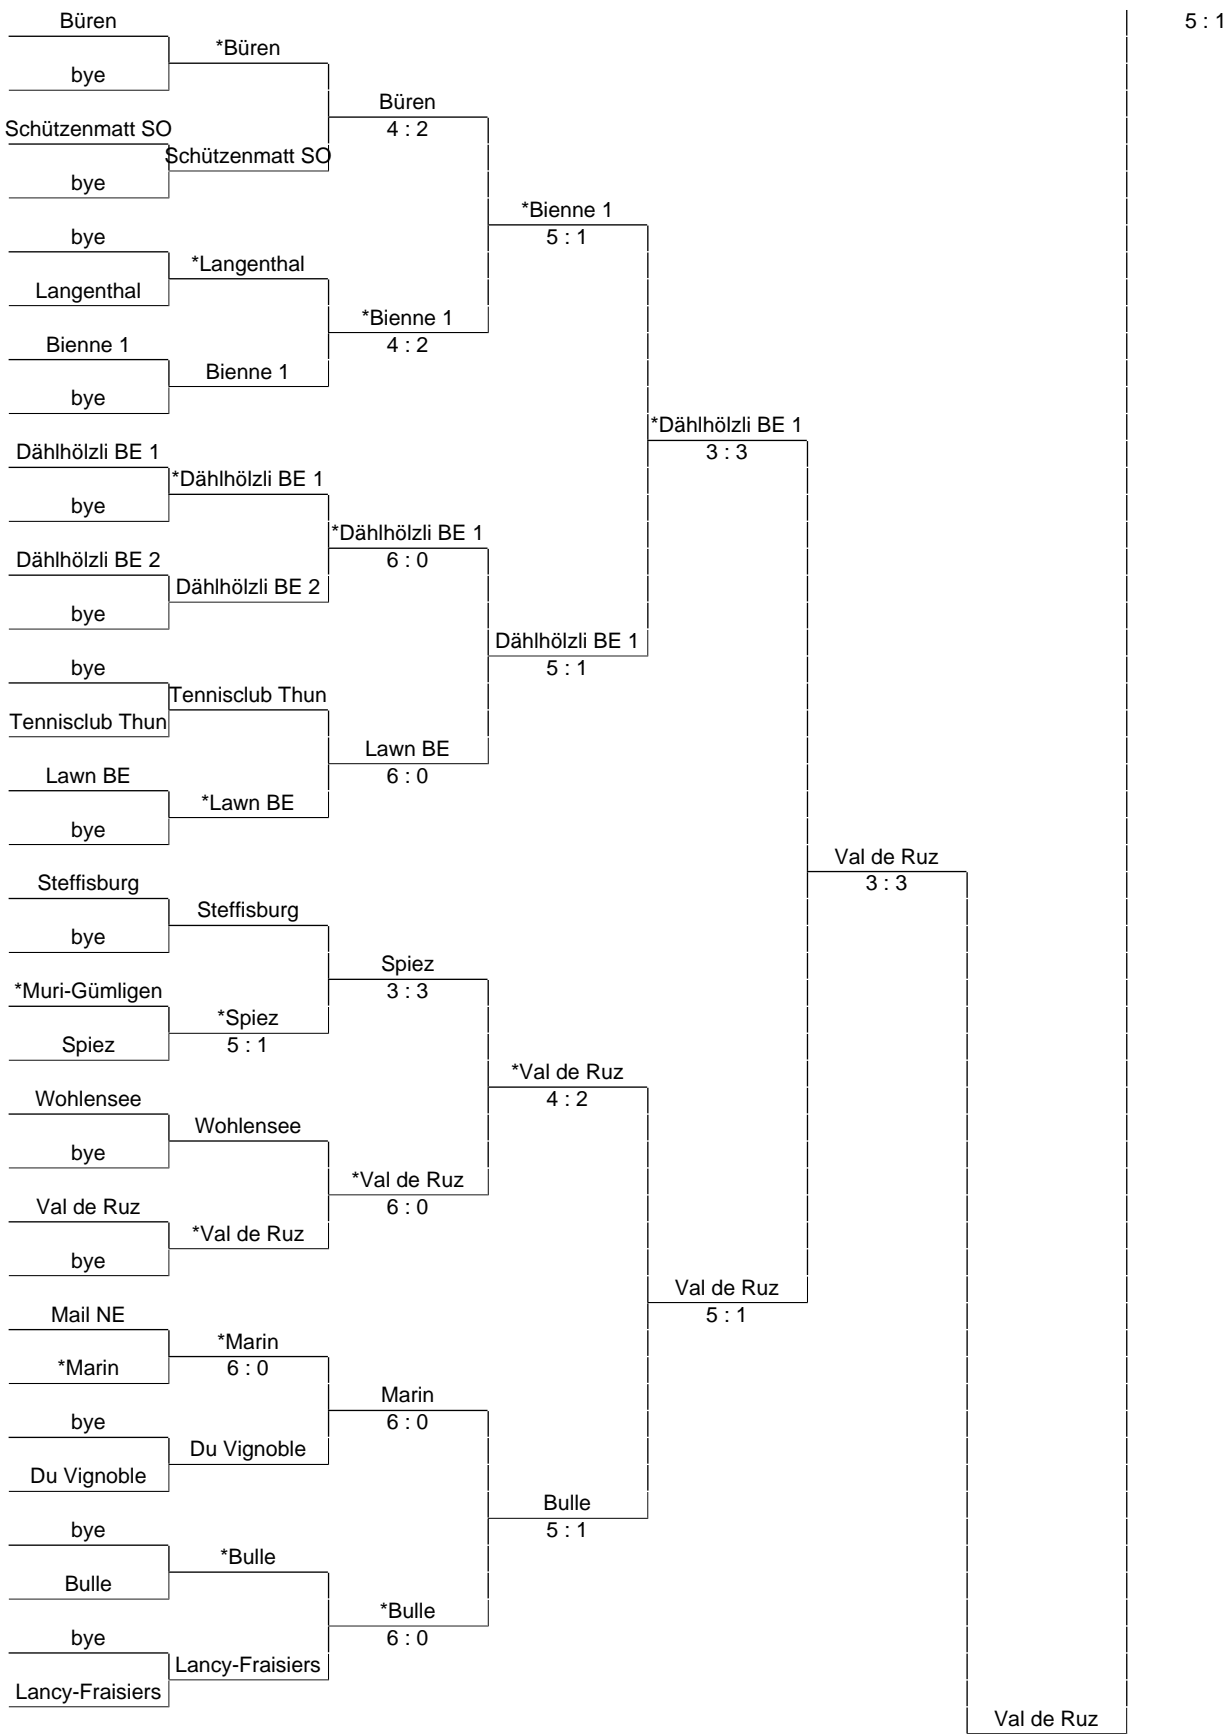 Büren
5 : 1
*Büren
bye
Büren
4 : 2
Schützenmatt SO
Schützenmatt SO
bye
*Bienne 1
5 : 1
bye
*Langenthal
Langenthal
*Bienne 1
4 : 2
Bienne 1
Bienne 1
bye
*Dählhölzli BE 1
3 : 3
Dählhölzli BE 1
*Dählhölzli BE 1
bye
*Dählhölzli BE 1
6 : 0
Dählhölzli BE 2
Dählhölzli BE 2
bye
Dählhölzli BE 1
5 : 1
bye
Tennisclub Thun
Tennisclub Thun
Lawn BE
6 : 0
Lawn BE
*Lawn BE
bye
Val de Ruz
3 : 3
Steffisburg
Steffisburg
bye
Spiez
3 : 3
*Muri-Gümligen
*Spiez
5 : 1
Spiez
*Val de Ruz
4 : 2
Wohlensee
Wohlensee
bye
*Val de Ruz
6 : 0
Val de Ruz
*Val de Ruz
bye
Val de Ruz
5 : 1
Mail NE
*Marin
6 : 0
*Marin
Marin
6 : 0
bye
Du Vignoble
Du Vignoble
Bulle
5 : 1
bye
*Bulle
Bulle
*Bulle
6 : 0
bye
Lancy-Fraisiers
Lancy-Fraisiers
Val de Ruz